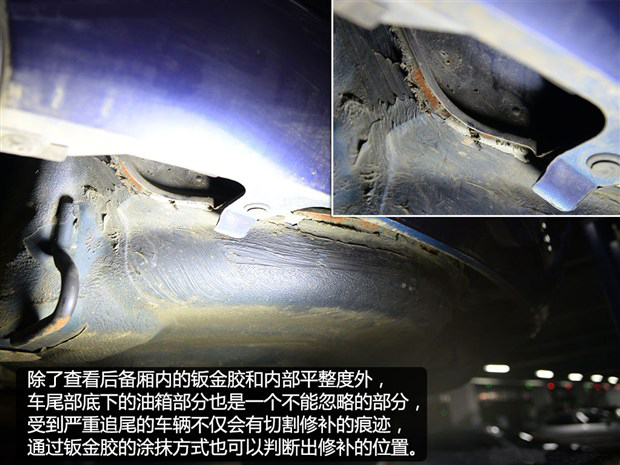 除了查看后备厢内的钣金胶和内部平整度外，
车尾部底下的油箱部分也是一个不能忽略的部分，
受到严重追尾的车辆不仅会有切割修补的痕迹，
通过钣金胶的涂抹方式也可以判断出修补的位置。